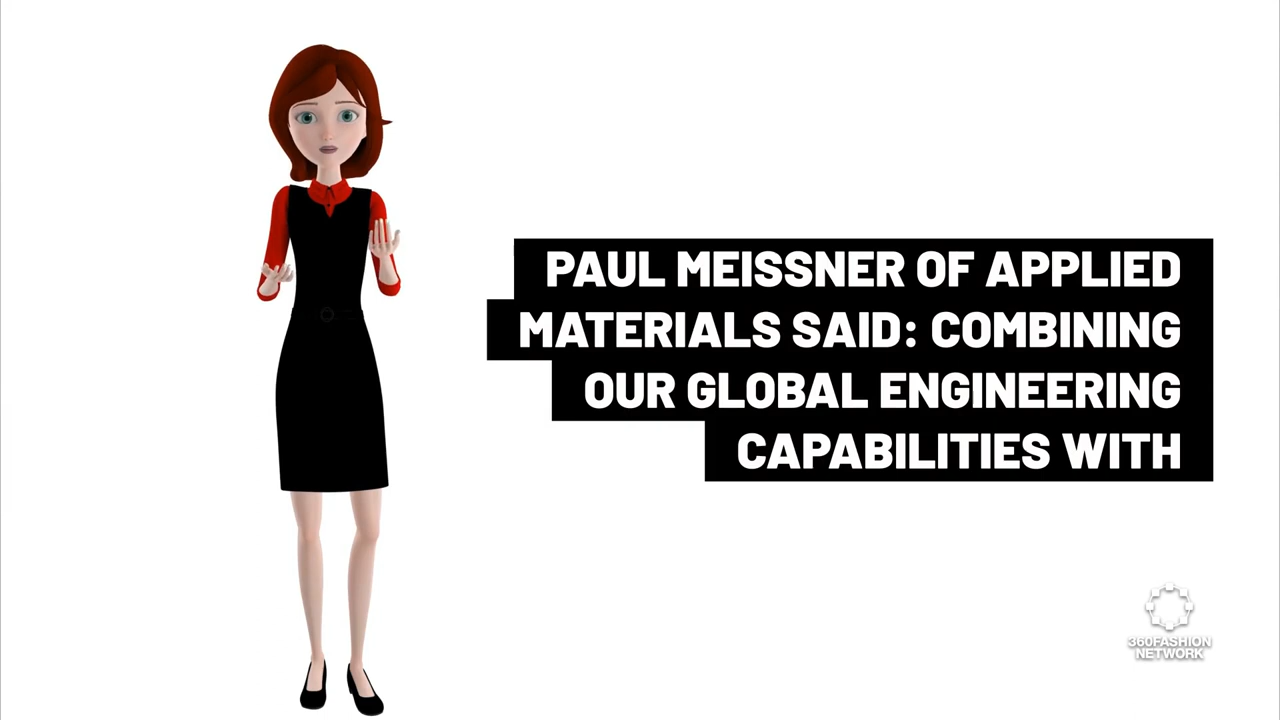 PAUL MEISSNER OF APPLIED
MATERIALS SAID: COMBINING
OUR GLOBAL ENGINEERING
CAPABILITIES WITH
360FASHION
NETWORK